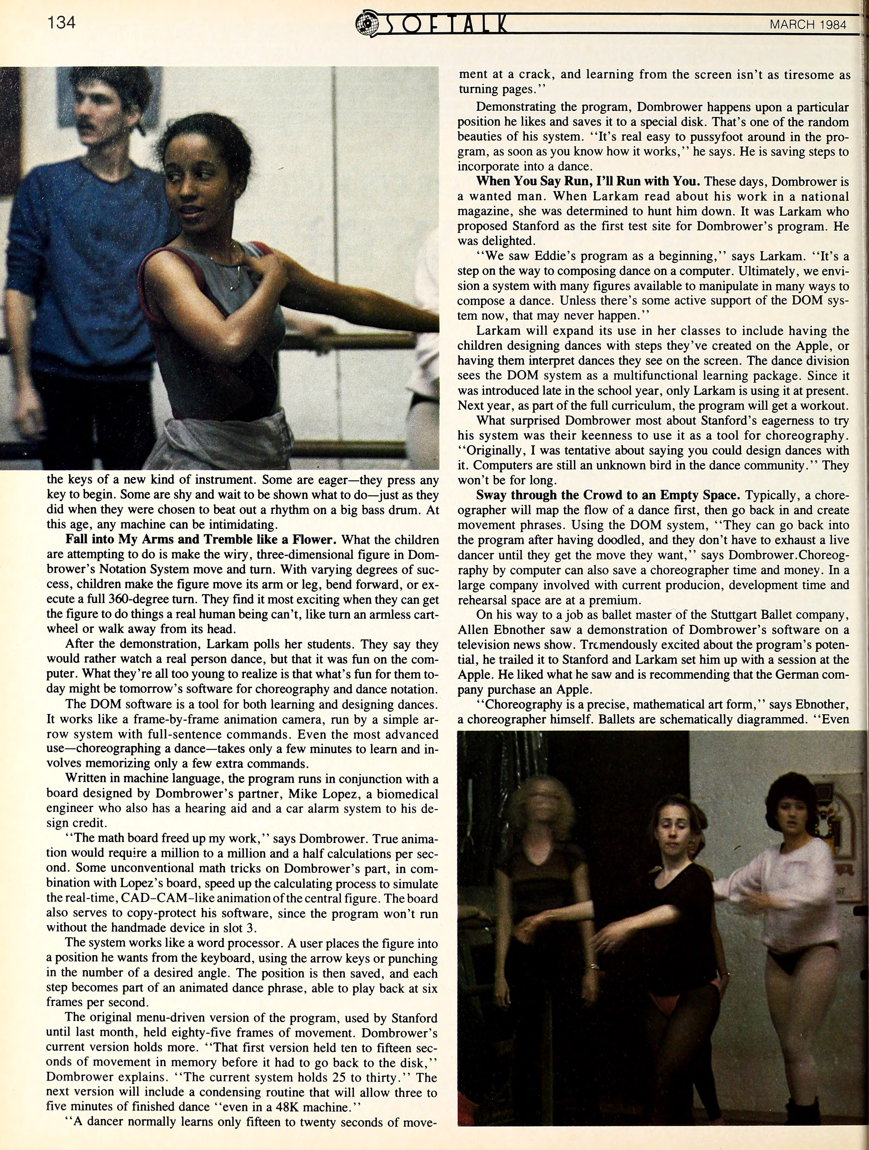 134
SOFTALK
MARCH 1984
the keys of a new kind of instrument. Some are eager—they press any
key to begin. Some are shy and wait to be shown what to do—just as they
did when they were chosen to beat out a rhythm on a big bass drum. At
this age, any machine can be intimidating.
Fall into My Arms and Tremble like a Flower. What the children
are attempting to do is make the wiry, three-dimensional figure in Dom-
brower's Notation System move and turn. With varying degrees of suc-
cess, children make the figure move its arm or leg, bend forward, or ex-
ecute a full 360-degree turn. They find it most exciting when they can get
the figure to do things a real human being can't, like turn an armless cart-
wheel or walk away from its head.
After the demonstration, Larkam polls her students. They say they
would rather watch a real person dance, but that it was fun on the com-
puter. What they're all too young to realize is that what's fun for them to-
day might be tomorrow's software for choreography and dance notation.
The DOM software is a tool for both learning and designing dances.
It works like a frame-by-frame animation camera, run by a simple ar-
row system with full-sentence commands. Even the most advanced
use—choreographing a dance—takes only a few minutes to learn and in-
volves memorizing only a few extra commands.
Written in machine language, the program runs in conjunction with a
board designed by Dombrower's partner, Mike Lopez, a biomedical
engineer who also has a hearing aid and a car alarm system to his de-
sign credit.
''The math board freed up my work,'' says Dombrower. True anima-
tion would require a million to a million and a half calculations per sec-
ond. Some unconventional math tricks on Dombrower's part, in com-
bination with Lopez's board, speed up the calculating process to simulate
the real-time, CAD–CAM-like animation of the central figure. The board
also serves to copy-protect his software, since the program won't run
without the handmade device in slot 3.
The system works like a word processor. A user places the figure into
a position he wants from the keyboard, using the arrow keys or punching
in the number of a desired angle. The position is then saved, and each
step becomes part of an animated dance phrase, able to play back at six
frames per second.
The original menu-driven version of the program, used by Stanford
until last month, held eighty-five frames of movement. Dombrower's
current version holds more. ''That first version held ten to fifteen sec-
onds of movement in memory before it had to go back to the disk,''
Dombrower explains. ''The current system holds 25 to thirty.'' The
next version will include a condensing routine that will allow three to
five minutes of finished dance ''even in a 48K machine.''
''A dancer normally learns only fifteen to twenty seconds of move-
ment at a crack, and learning from the screen isn't as tiresome as
turning pages.''
Demonstrating the program, Dombrower happens upon a particular
position he likes and saves it to a special disk. That's one of the random
beauties of his system. ''It's real easy to pussyfoot around in the pro-
gram, as soon as you know how it works,'' he says. He is saving steps to
incorporate into a dance.
When You Say Run, I'll Run with You. These days, Dombrower is
a wanted man. When Larkam read about his work in a national
magazine, she was determined to hunt him down. It was Larkam who
proposed Stanford as the first test site for Dombrower's program. He
was delighted.
''We saw Eddie's program as a beginning,'' says Larkam. ''It's a
step on the way to composing dance on a computer. Ultimately, we envi-
sion a system with many figures available to manipulate in many ways to
compose a dance. Unless there's some active support of the DOM sys-
tem now, that may never happen.''
Larkam will expand its use in her classes to include having the
children designing dances with steps they've created on the Apple, or
having them interpret dances they see on the screen. The dance division
sees the DOM system as a multifunctional learning package. Since it
was introduced late in the school year, only Larkam is using it at present.
Next year, as part of the full curriculum, the program will get a workout.
What surprised Dombrower most about Stanford's eagerness to try
his system was their keenness to use it as a tool for choreography.
''Originally, I was tentative about saying you could design dances with
it. Computers are still an unknown bird in the dance community.'' They
won't be for long.
Sway through the Crowd to an Empty Space. Typically, a chore-
ographer will map the flow of a dance first, then go back in and create
movement phrases. Using the DOM system, ''They can go back into
the program after having doodled, and they don't have to exhaust a live
dancer until they get the move they want,'' says Dombrower.Choreog-
raphy by computer can also save a choreographer time and money. In a
large company involved with current producion, development time and
rehearsal space are at a premium.
On his way to a job as ballet master of the Stuttgart Ballet company,
Allen Ebnother saw a demonstration of Dombrower's software on a
television news show. Tremendously excited about the program's poten-
tial, he trailed it to Stanford and Larkam set him up with a session at the
Apple. He liked what he saw and is recommending that the German com-
pany purchase an Apple.
''Choreography is a precise, mathematical art form,'' says Ebnother,
a choreographer himself. Ballets are schematically diagrammed. ''Even